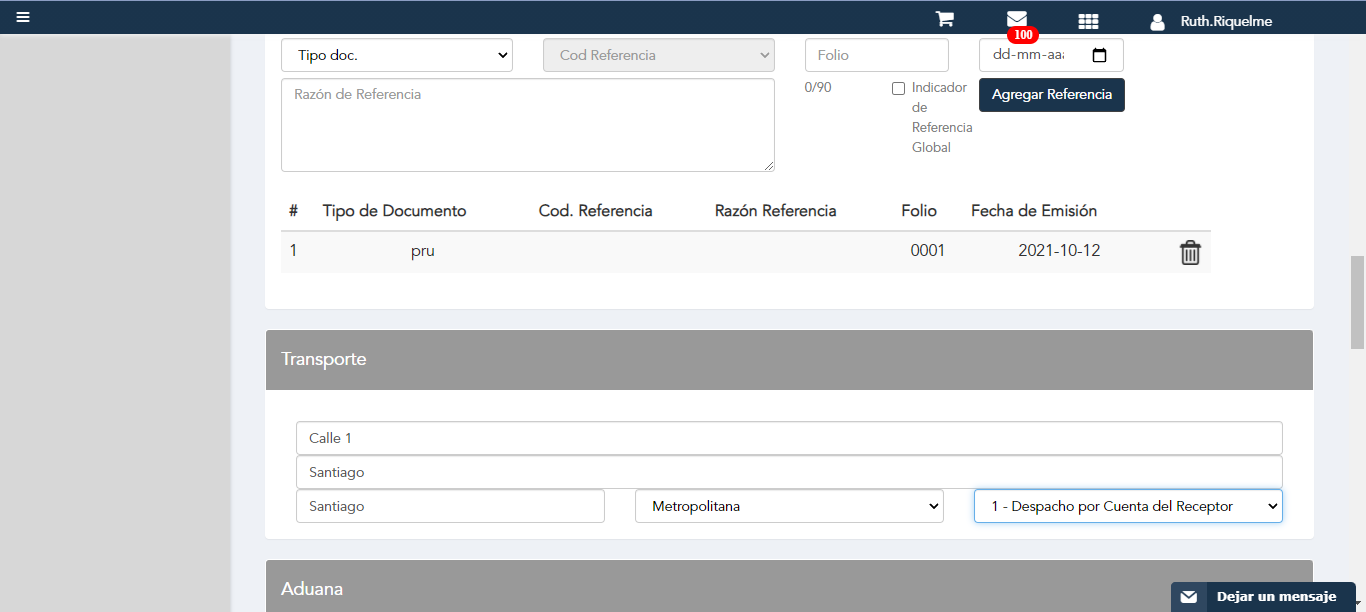 Ruth.Riquelme
100
Tipo doc.
Cod Referencia
Folio
dd-mm-aaa
Razón de Referencia
0/90
Indicador
de
Referencia
Global
Agregar Referencia
# Tipo de Documento Cod. Referencia Razón Referencia Folio Fecha de Emisión
1 pru 0001 2021-10-12
Transporte
Calle 1
Santiago
Santiago
Metropolitana
1 - Despacho por Cuenta del Receptor
Aduana
Dejar un mensaje